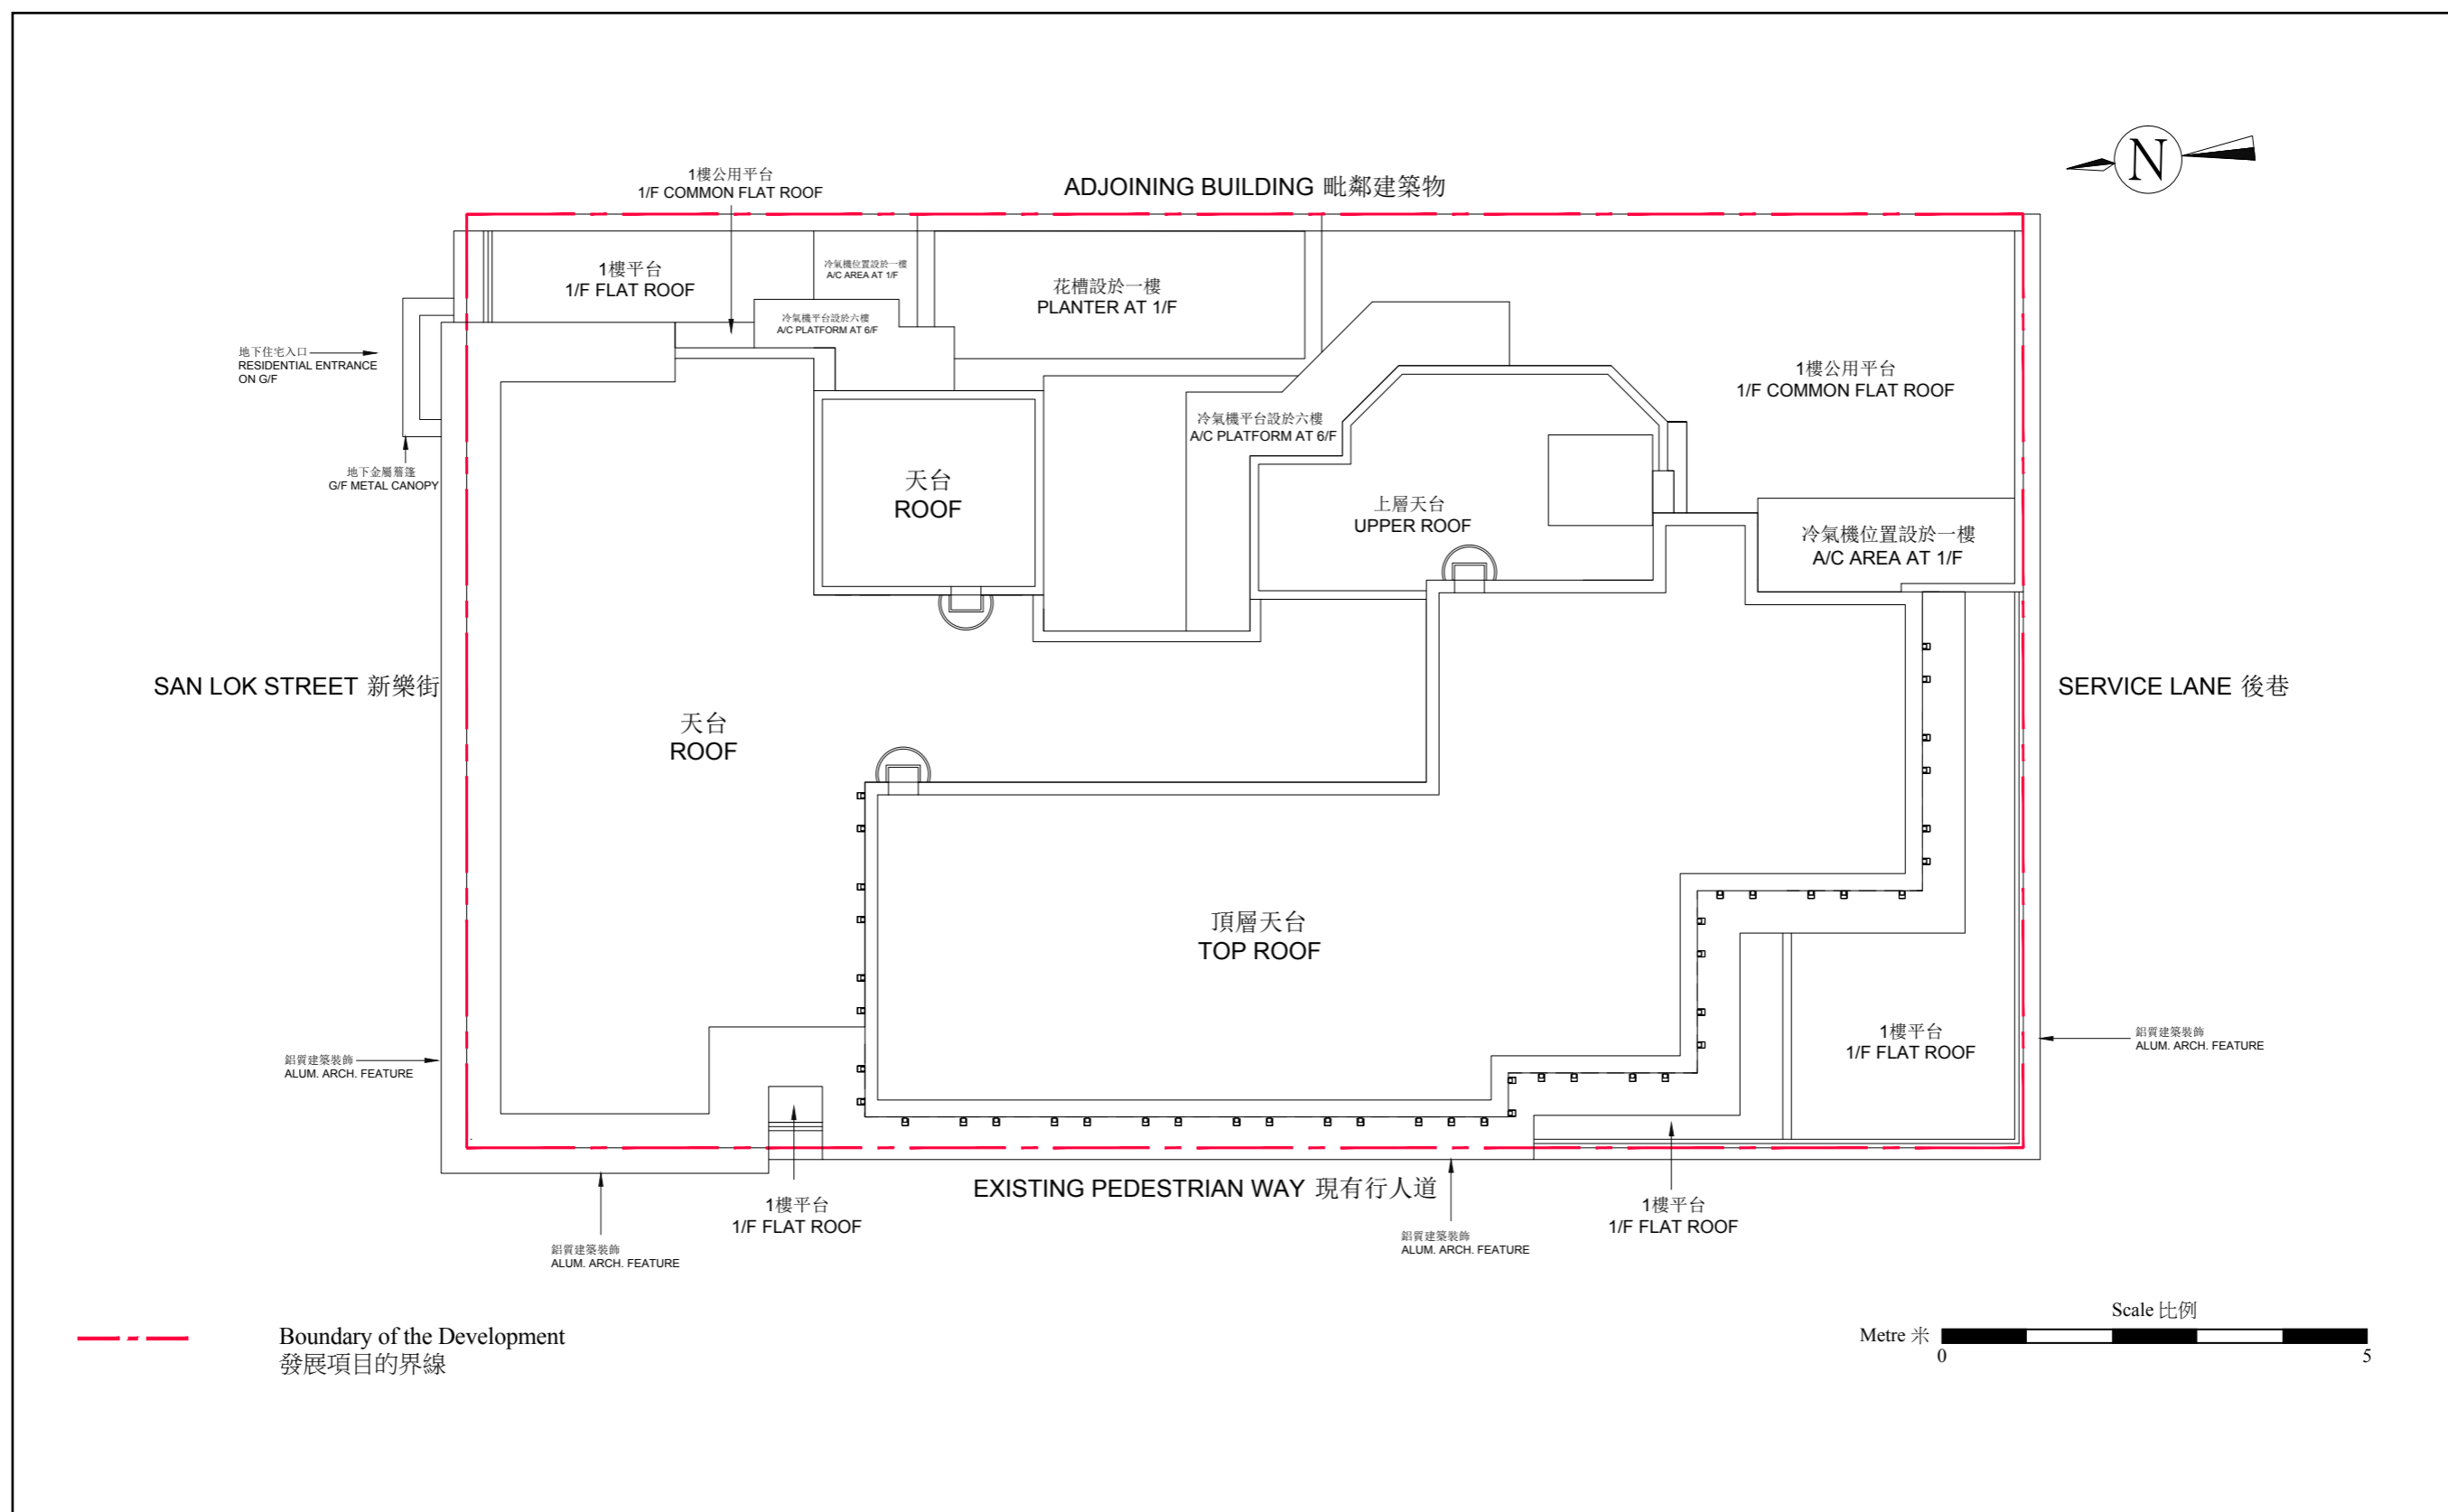 N
1樓公用平台
1/F COMMON FLAT ROOF
ADJOINING BUILDING 毗鄰建築物
1樓平台
1/F FLAT ROOF
冷氣機位置設於一樓
A/C AREA AT 1/F
花槽設於一樓
PLANTER AT 1/F
冷氣機平台設於六樓
A/C PLATFORM AT 6/F
地下住宅入口
RESIDENTIAL ENTRANCE
ON G/F
1樓公用平台
1/F COMMON FLAT ROOF
冷氣機平台設於六樓
A/C PLATFORM AT 6/F
地下金屬簷篷
G/F METAL CANOPY
天台
ROOF
上層天台
UPPER ROOF
冷氣機位置設於一樓
A/C AREA AT 1/F
SAN LOK STREET 新樂街
SERVICE LANE 後巷
天台
ROOF
頂層天台
TOP ROOF
1樓平台
1/F FLAT ROOF
鋁質建築裝飾
ALUM. ARCH. FEATURE
鋁質建築裝飾
ALUM. ARCH. FEATURE
EXISTING PEDESTRIAN WAY 現有行人道
1樓平台
1/F FLAT ROOF
1樓平台
1/F FLAT ROOF
鋁質建築裝飾
ALUM. ARCH. FEATURE
鋁質建築裝飾
ALUM. ARCH. FEATURE
Scale 比例
Metre 米
0 5
Boundary of the Development
發展項目的界線